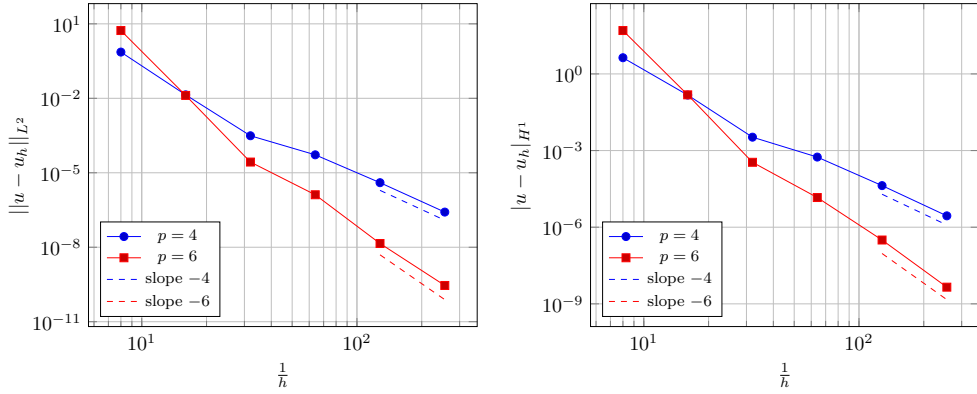 10^1
10^−2
10^−5
10^−8
10^−11
||u − u_h||_{L^2}
p = 4
p = 6
slope −4
slope −6
10^1
10^2
1/h
10^0
10^−3
10^−6
10^−9
|u − u_h|_{H^1}
p = 4
p = 6
slope −4
slope −6
10^1
10^2
1/h